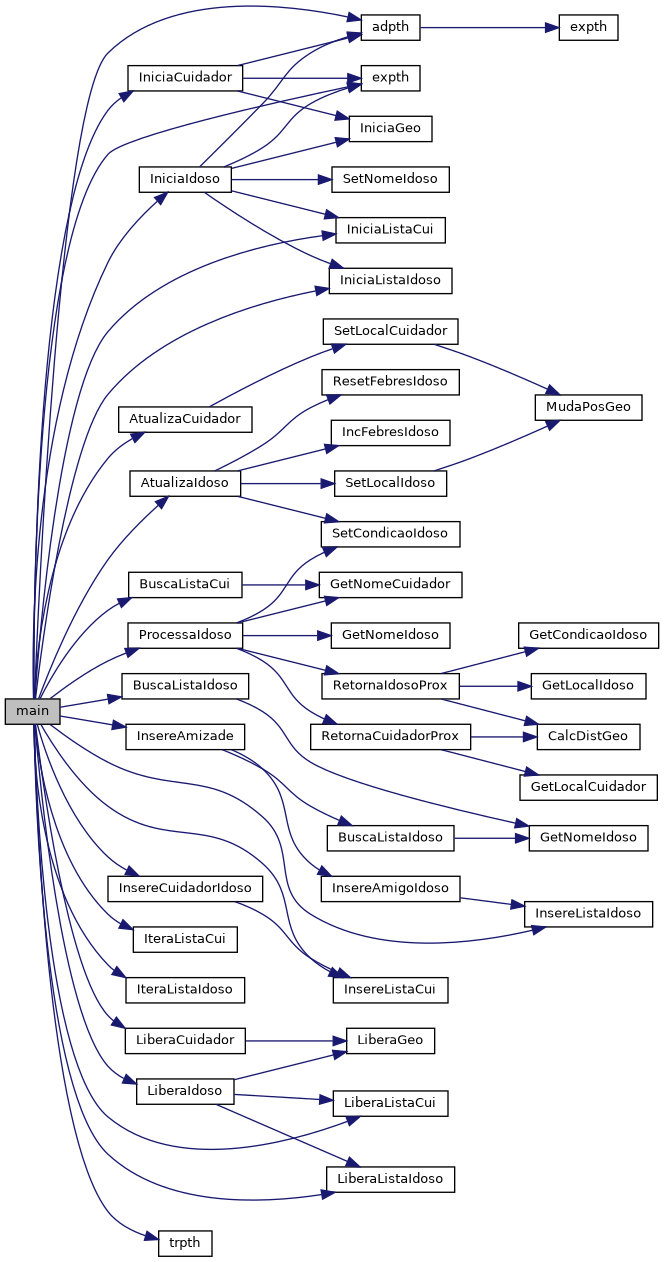 adpth
expth
IniciaCuidador
expth
IniciaGeo
IniciaIdoso
SetNomeIdoso
IniciaListaCui
IniciaListaIdoso
SetLocalCuidador
ResetFebresIdoso
MudaPosGeo
AtualizaCuidador
IncFebresIdoso
AtualizaIdoso
SetLocalIdoso
SetCondicaoIdoso
BuscaListaCui
GetNomeCuidador
ProcessaIdoso
GetNomeIdoso
GetCondicaoIdoso
BuscaListaIdoso
RetornaIdosoProx
GetLocalIdoso
main
InsereAmizade
RetornaCuidadorProx
CalcDistGeo
GetLocalCuidador
BuscaListaIdoso
GetNomeIdoso
InsereCuidadorIdoso
InsereAmigoIdoso
InsereListaIdoso
IteraListaCui
IteraListaIdoso
InsereListaCui
LiberaCuidador
LiberaGeo
LiberaIdoso
LiberaListaCui
LiberaListaIdoso
trpth